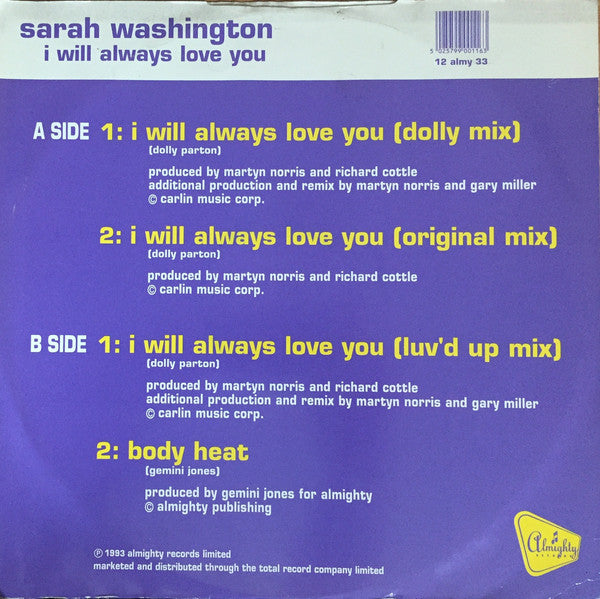 sarah washington
i will always love you
5 025799 001163
12 almy 33
A SIDE 1: i will always love you (dolly mix)
(dolly parton)
produced by martyn norris and richard cottle
additional production and remix by martyn norris and gary miller
© carlin music corp.
2: i will always love you (original mix)
(dolly parton)
produced by martyn norris and richard cottle
© carlin music corp.
B SIDE 1: i will always love you (luv'd up mix)
(dolly parton)
produced by martyn norris and richard cottle
additional production and remix by martyn norris and gary miller
© carlin music corp.
2: body heat
(gemini jones)
produced by gemini jones for almighty
© almighty publishing
℗ 1993 almighty records limited
marketed and distributed through the total record company limited
Almighty
RECORDS